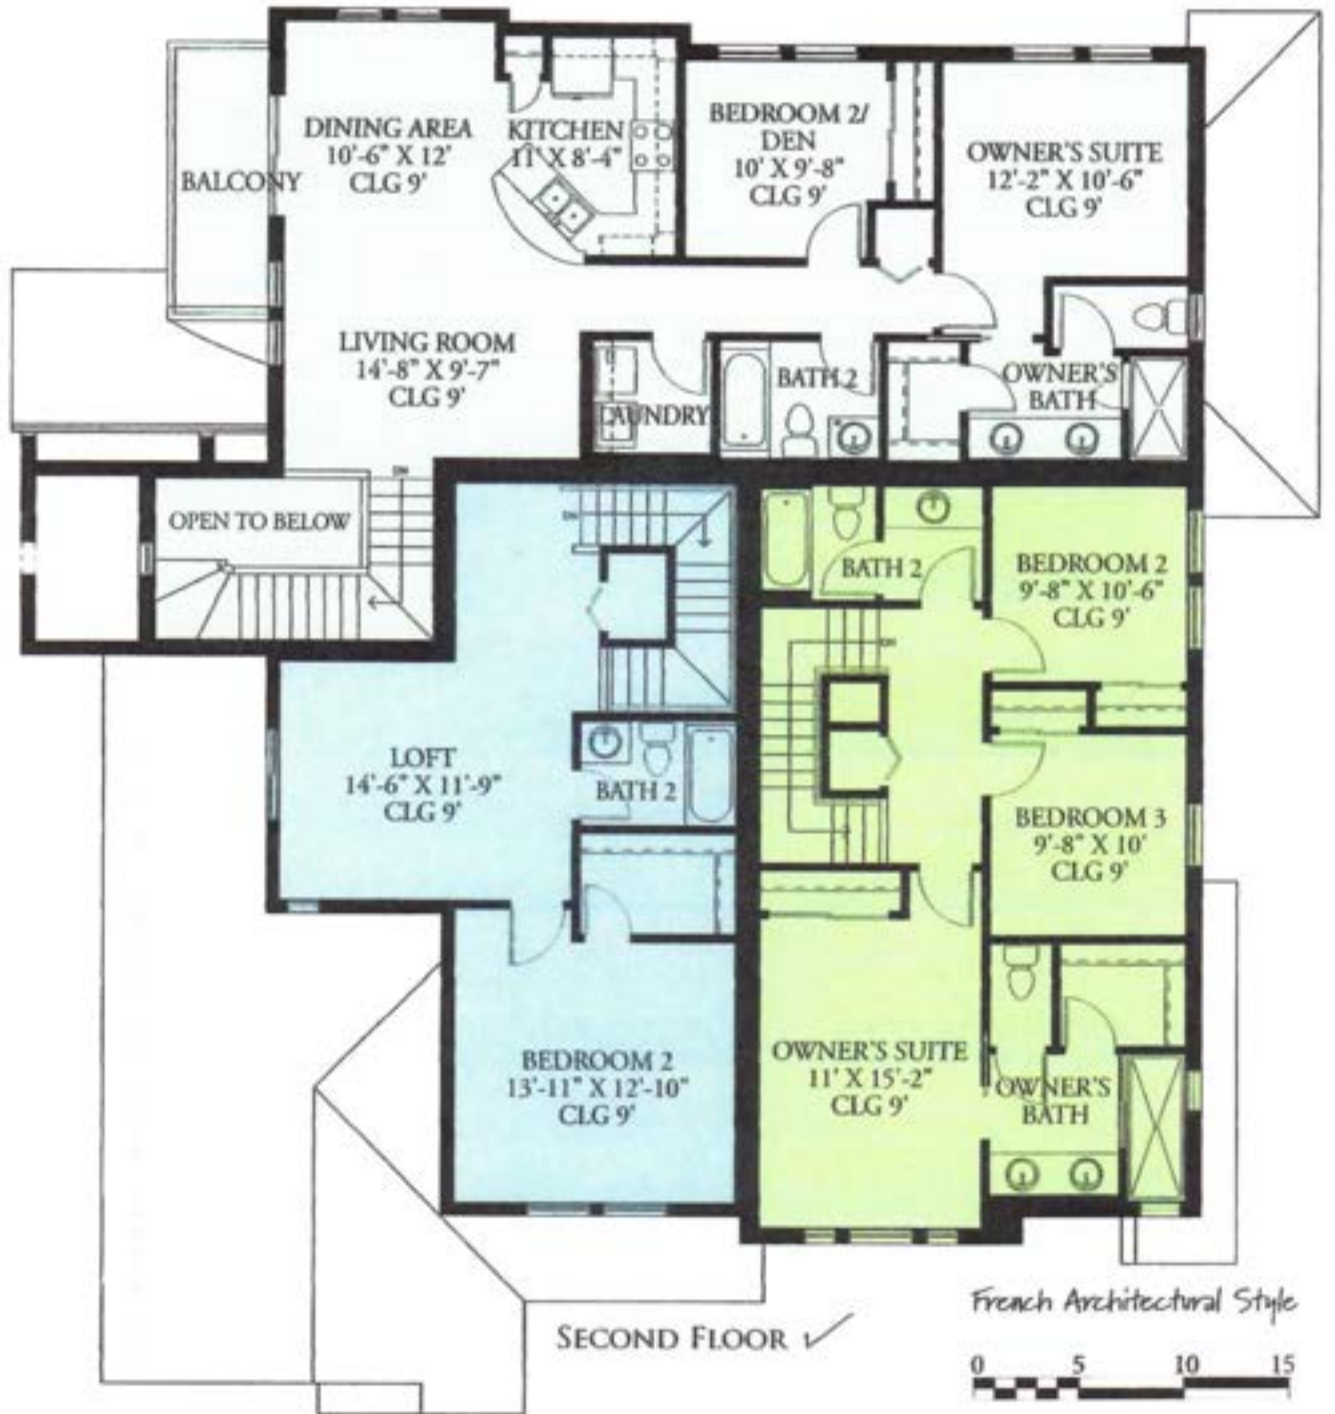 DINING AREA
10'-6" X 12'
CLG 9'
KITCHEN
11' X 8'-4"
BEDROOM 2/
DEN
10' X 9'-8"
CLG 9'
OWNER'S SUITE
12'-2" X 10'-6"
CLG 9'
BALCONY
LIVING ROOM
14'-8" X 9'-7"
CLG 9'
LAUNDRY
BATH 2
OWNER'S
BATH
DN
OPEN TO BELOW
DN
BATH 2
BEDROOM 2
9'-8" X 10'-6"
CLG 9'
DN
LOFT
14'-6" X 11'-9"
CLG 9'
BATH 2
BEDROOM 3
9'-8" X 10'
CLG 9'
BEDROOM 2
13'-11" X 12'-10"
CLG 9'
OWNER'S SUITE
11' X 15'-2"
CLG 9'
OWNER'S
BATH
French Architectural Style
SECOND FLOOR
0 5 10 15